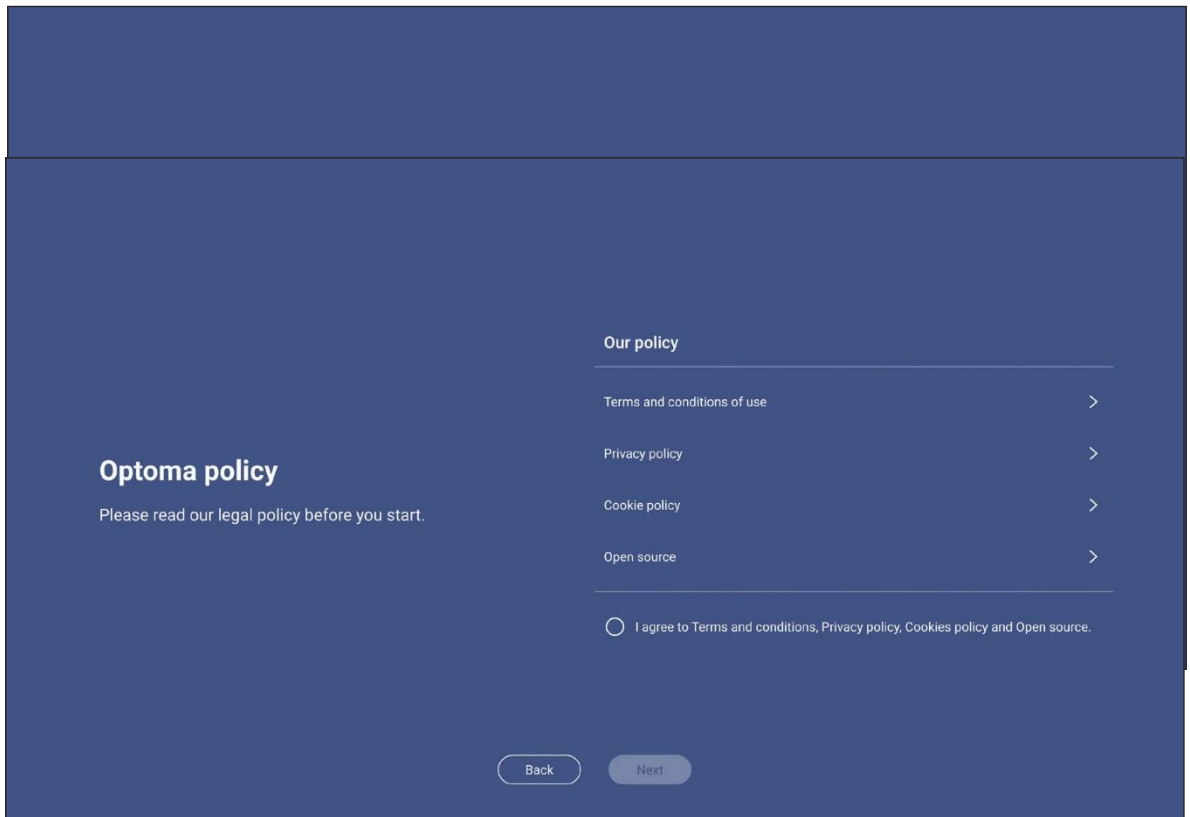 Optoma policy
Please read our legal policy before you start.
Our policy
Terms and conditions of use
Privacy policy
Cookie policy
Open source
I agree to Terms and conditions, Privacy policy, Cookies policy and Open source.
Back
Next